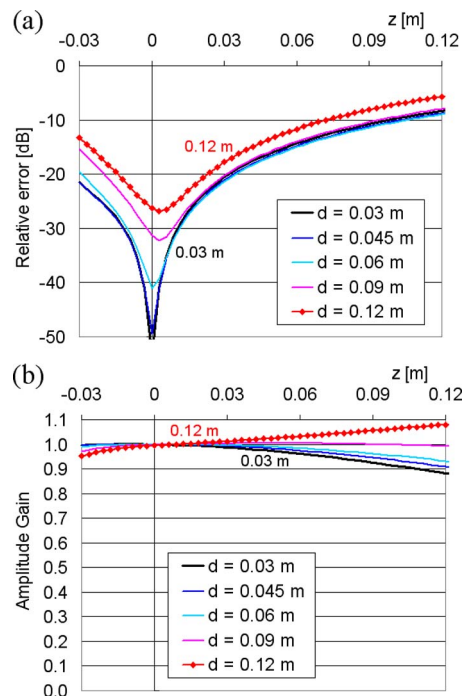 (a)
z [m]
-0.03 0 0.03 0.06 0.09 0.12
0
-10
-20
-30
-40
-50
Relative error [dB]
0.12 m
0.03 m
d = 0.03 m
d = 0.045 m
d = 0.06 m
d = 0.09 m
d = 0.12 m
(b)
z [m]
-0.03 0 0.03 0.06 0.09 0.12
1.1
1.0
0.9
0.8
0.7
0.6
0.5
0.4
0.3
0.2
0.1
0.0
Amplitude Gain
0.12 m
0.03 m
d = 0.03 m
d = 0.045 m
d = 0.06 m
d = 0.09 m
d = 0.12 m